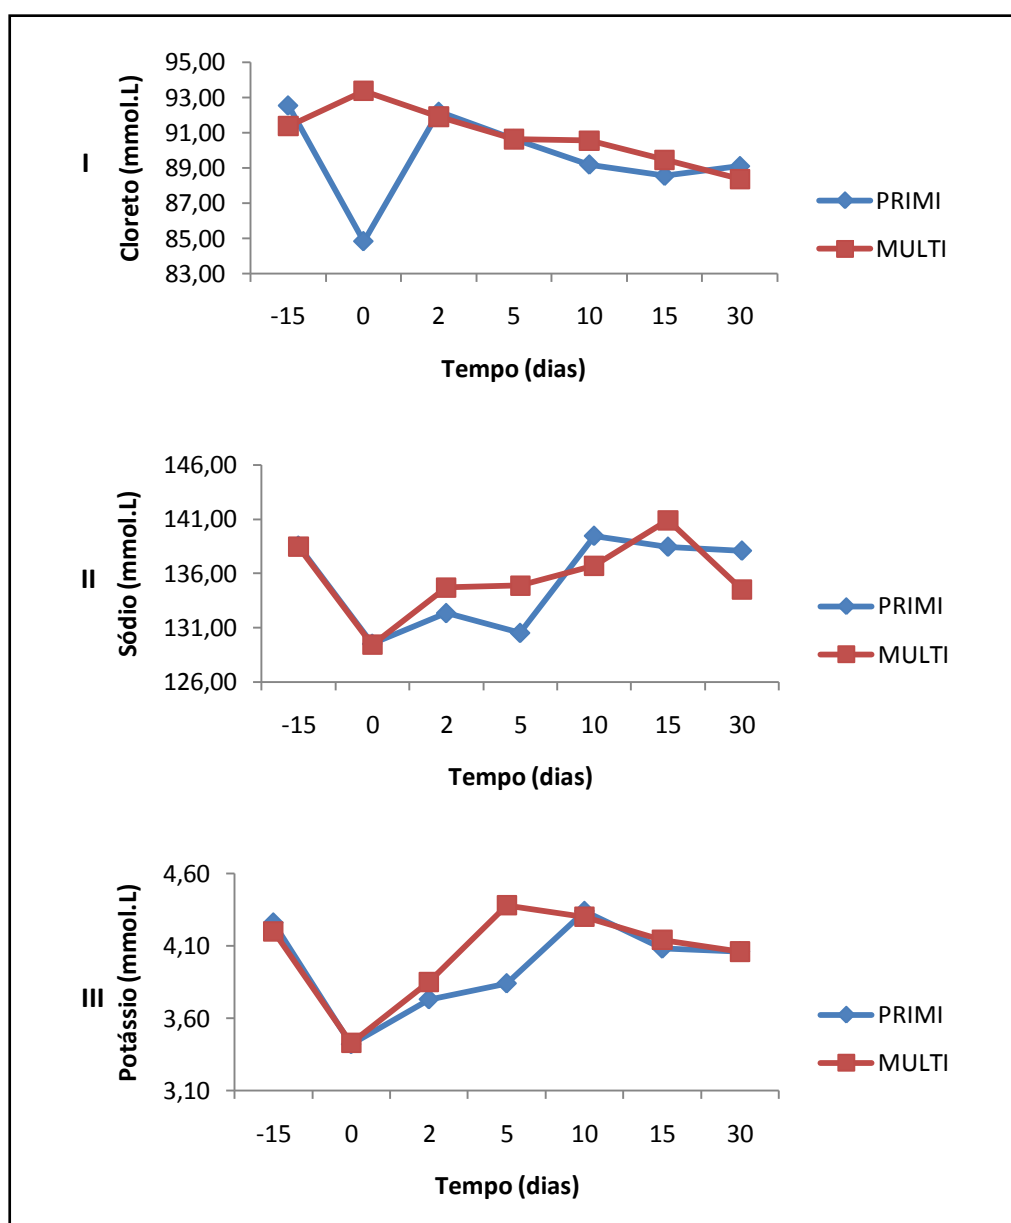 I
Cloreto (mmol.L)
95,00
93,00
91,00
89,00
87,00
85,00
83,00
-15 0 2 5 10 15 30
Tempo (dias)
PRIMI
MULTI
II
Sódio (mmol.L)
146,00
141,00
136,00
131,00
126,00
-15 0 2 5 10 15 30
Tempo (dias)
PRIMI
MULTI
III
Potássio (mmol.L)
4,60
4,10
3,60
3,10
-15 0 2 5 10 15 30
Tempo (dias)
PRIMI
MULTI